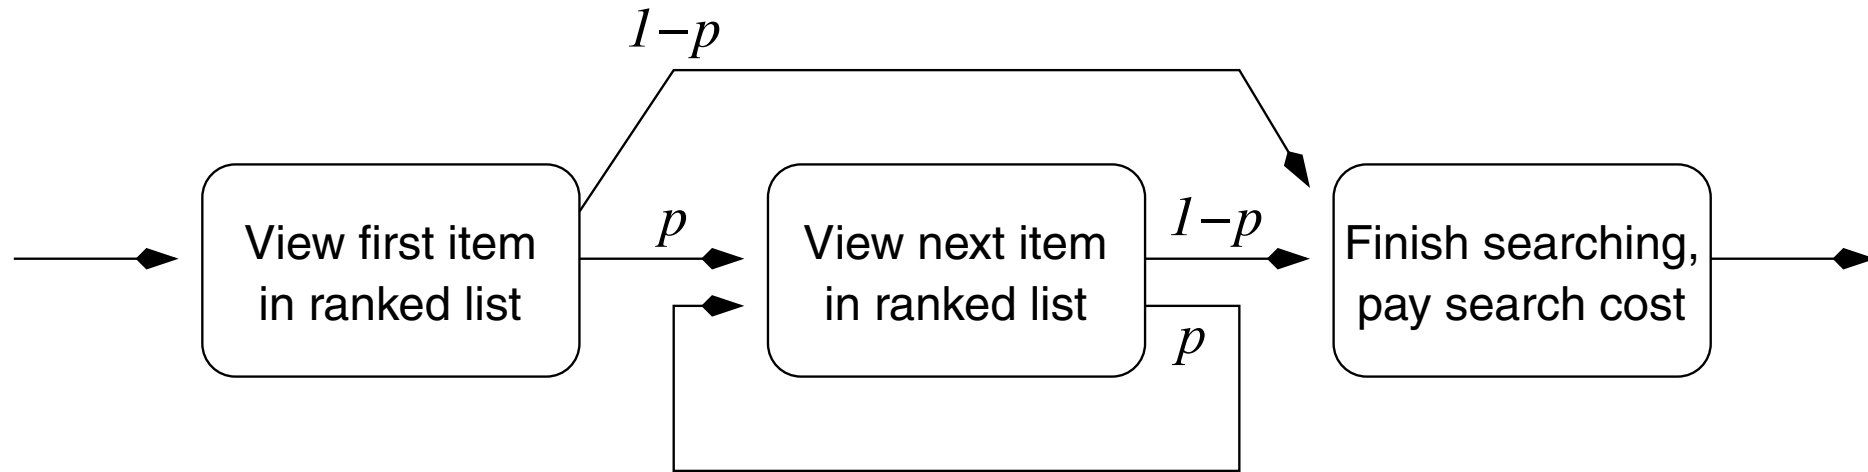 1−p
View first item
in ranked list
p
View next item
in ranked list
1−p
p
Finish searching,
pay search cost